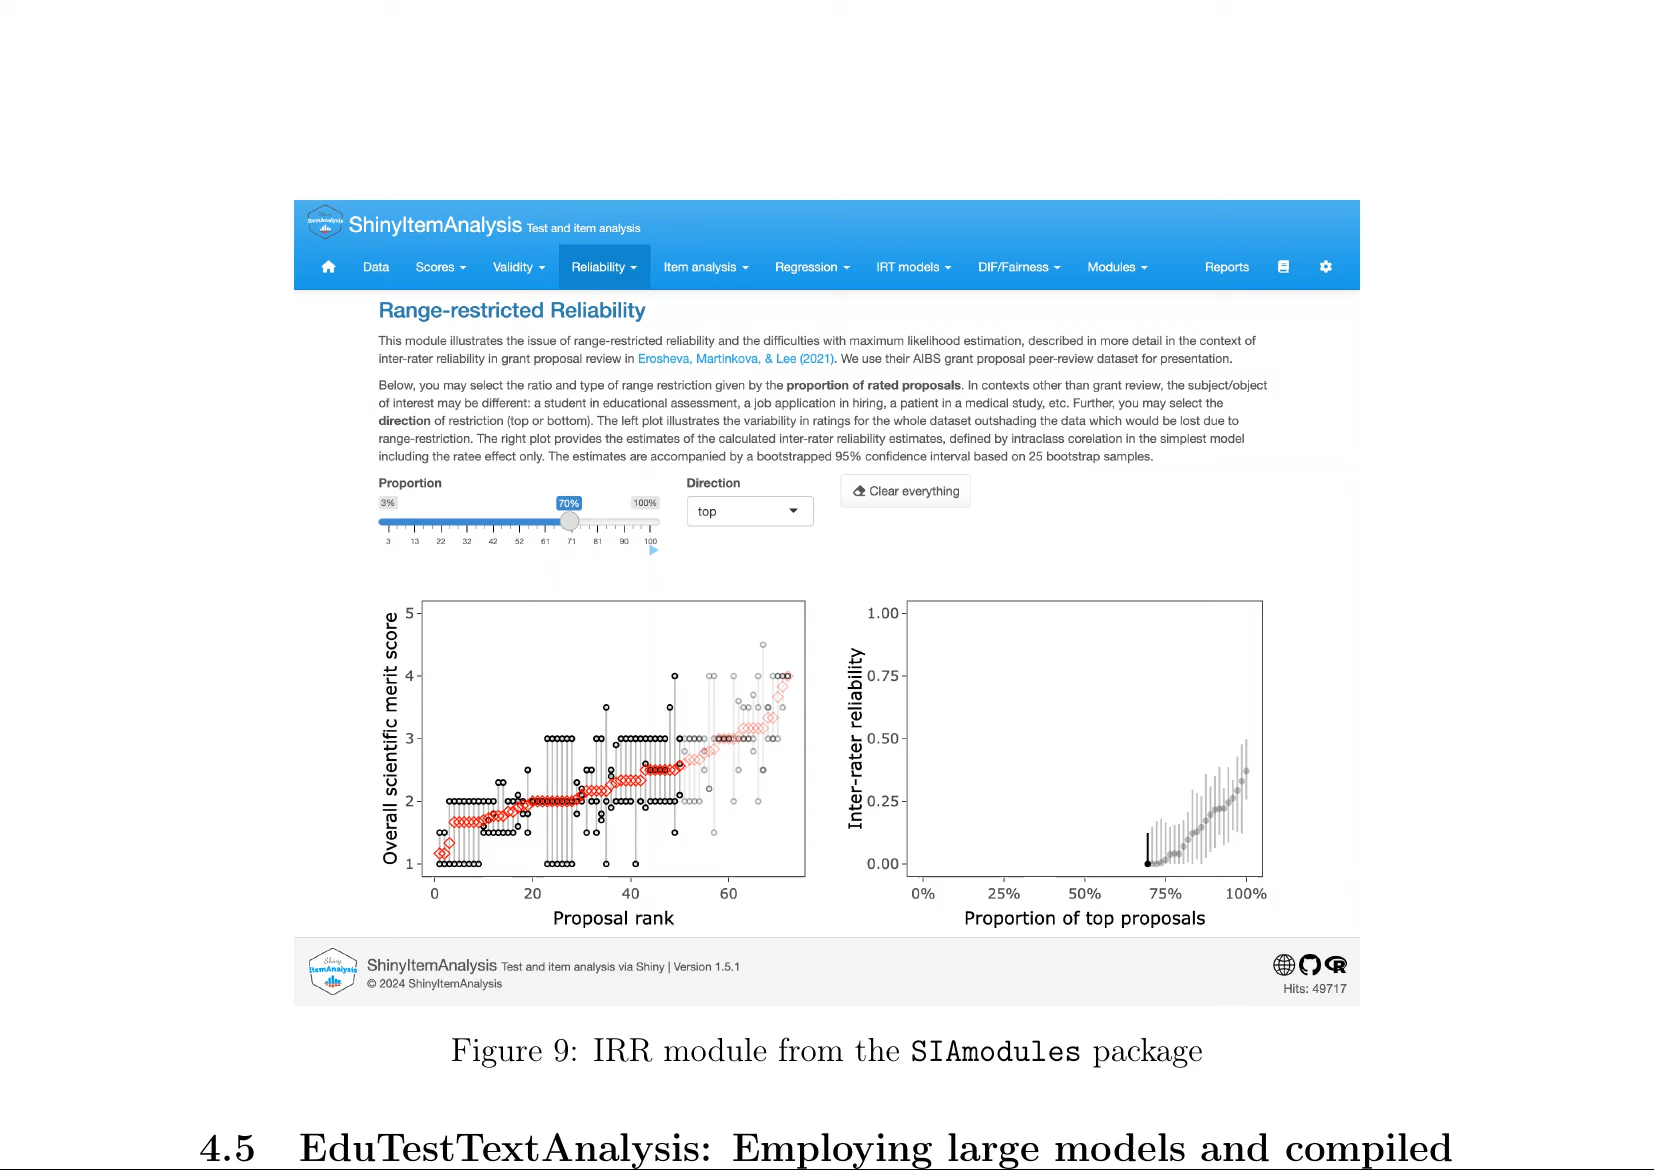 ShinyItemAnalysis Test and item analysis
Data Scores Validity Reliability Item analysis Regression IRT models DIF/Fairness Modules Reports
Range-restricted Reliability
This module illustrates the issue of range-restricted reliability and the difficulties with maximum likelihood estimation, described in more detail in the context of
inter-rater reliability in grant proposal review in Erosheva, Martinkova, & Lee (2021). We use their AIBS grant proposal peer-review dataset for presentation.
Below, you may select the ratio and type of range restriction given by the proportion of rated proposals. In contexts other than grant review, the subject/object
of interest may be different: a student in educational assessment, a job application in hiring, a patient in a medical study, etc. Further, you may select the
direction of restriction (top or bottom). The left plot illustrates the variability in ratings for the whole dataset outshading the data which would be lost due to
range-restriction. The right plot provides the estimates of the calculated inter-rater reliability estimates, defined by intraclass corelation in the simplest model
including the ratee effect only. The estimates are accompanied by a bootstrapped 95% confidence interval based on 25 bootstrap samples.
Proportion
3% 70% 100%
3 13 22 32 42 52 61 71 81 90 100
Direction
top
Clear everything
Overall scientific merit score
5
4
3
2
1
0 20 40 60
Proposal rank
Inter-rater reliability
1.00
0.75
0.50
0.25
0.00
0% 25% 50% 75% 100%
Proportion of top proposals
Shiny
ItemAnalysis
ShinyItemAnalysis Test and item analysis via Shiny | Version 1.5.1
© 2024 ShinyItemAnalysis
Hits: 49717
Figure 9: IRR module from the SIAmodules package
4.5 EduTestTextAnalysis: Employing large models and compiled